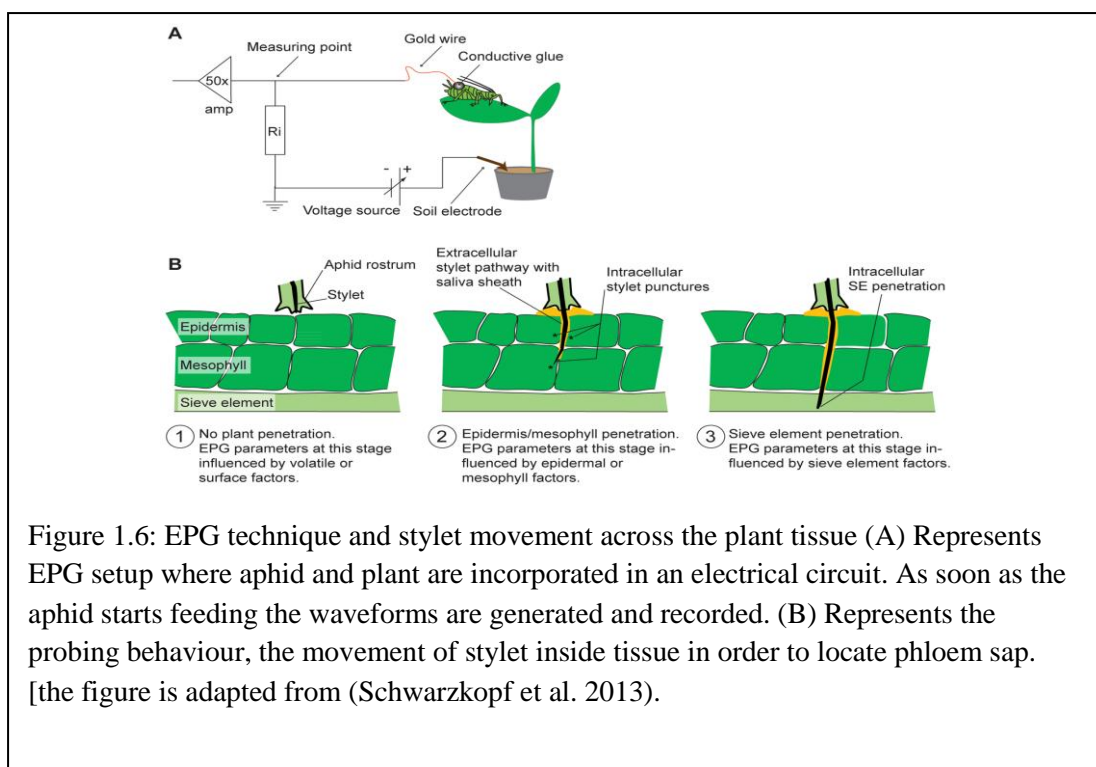 A
Measuring point
Gold wire
Conductive glue
50x
amp
Ri
- +
Voltage source
Soil electrode
B
Aphid rostrum
Stylet
Epidermis
Mesophyll
Sieve element
Extracellular
stylet pathway with
saliva sheath
Intracellular
stylet punctures
Intracellular
SE penetration
1 No plant penetration.
EPG parameters at this stage
influenced by volatile or
surface factors.
2 Epidermis/mesophyll penetration.
EPG parameters at this stage in-
fluenced by epidermal or
mesophyll factors.
3 Sieve element penetration.
EPG parameters at this stage in-
fluenced by sieve element factors.
Figure 1.6: EPG technique and stylet movement across the plant tissue (A) Represents
EPG setup where aphid and plant are incorporated in an electrical circuit. As soon as the
aphid starts feeding the waveforms are generated and recorded. (B) Represents the
probing behaviour, the movement of stylet inside tissue in order to locate phloem sap.
[the figure is adapted from (Schwarzkopf et al. 2013).